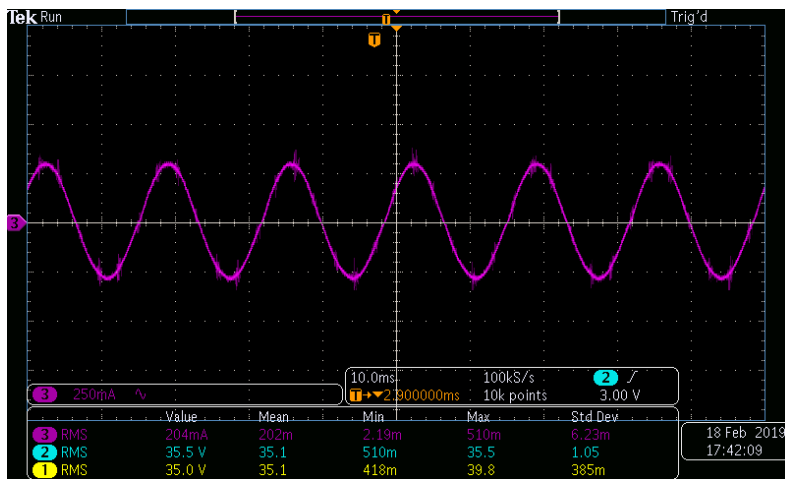 Tek Run Trig'd
T
T
3
10.0ms 100kS/s 2
3 250mA T→▼2.900000ms 10k points 3.00 V
Value Mean Min Max Std Dev
3 RMS 204mA 202m 2.19m 510m 6.23m
2 RMS 35.5 V 35.1 510m 35.5 1.05
1 RMS 35.0 V 35.1 418m 39.8 385m
18 Feb 2019
17:42:09